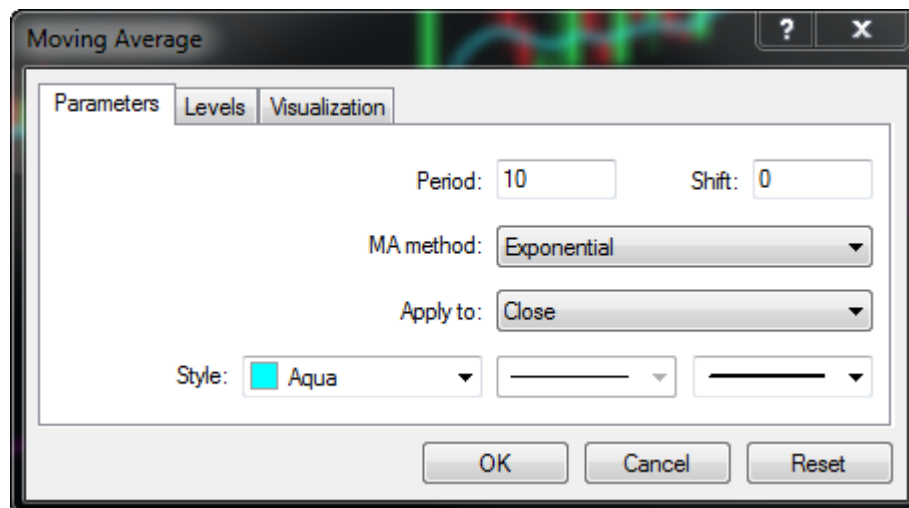 Moving Average
?
x
Parameters Levels Visualization
Period: 10 Shift: 0
MA method: Exponential
Apply to: Close
Style: Aqua
OK Cancel Reset